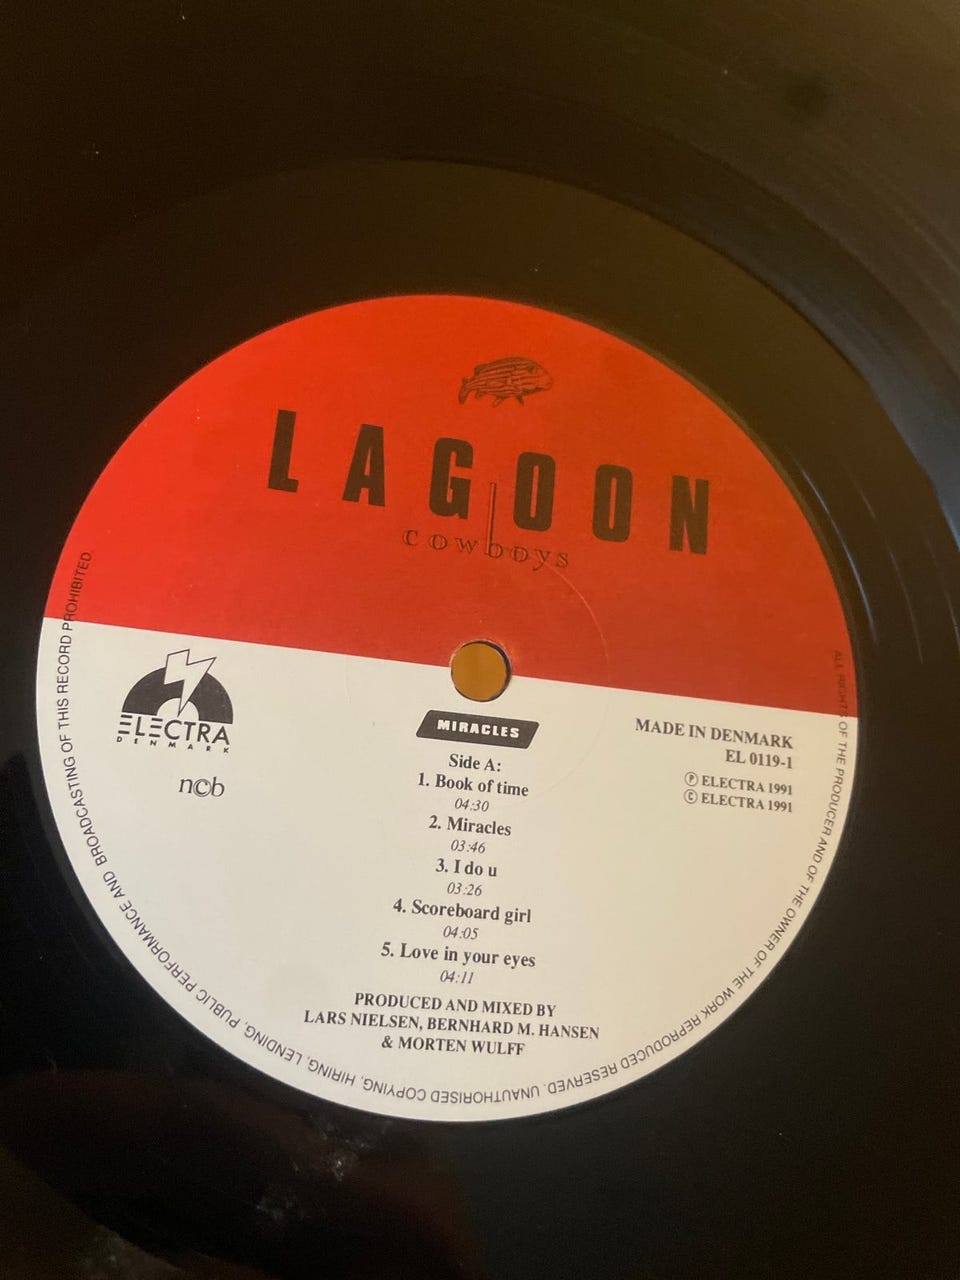 LAGOON
cowboys
ELECTRA
DENMARK
ncb
MIRACLES
Side A:
1. Book of time
04:30
2. Miracles
03:46
3. I do u
03:26
4. Scoreboard girl
04:05
5. Love in your eyes
04:11
PRODUCED AND MIXED BY
LARS NIELSEN, BERNHARD M. HANSEN
& MORTEN WULFF
MADE IN DENMARK
EL 0119-1
Ⓟ ELECTRA 1991
© ELECTRA 1991
ALL RIGHTS OF THE PRODUCER AND OF THE OWNER OF THE WORK REPRODUCED RESERVED. UNAUTHORISED COPYING, HIRING, LENDING, PUBLIC PERFORMANCE AND BROADCASTING OF THIS RECORD PROHIBITED